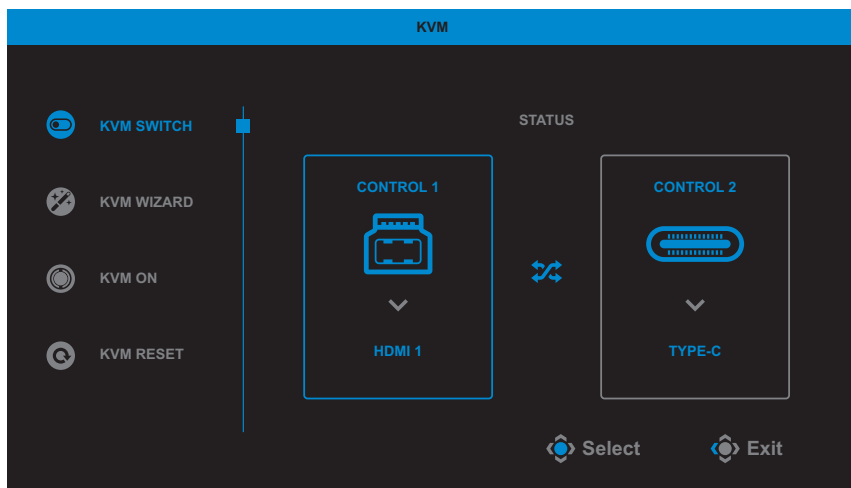 KVM
KVM SWITCH
KVM WIZARD
KVM ON
KVM RESET
STATUS
CONTROL 1
HDMI 1
CONTROL 2
TYPE-C
Select
Exit